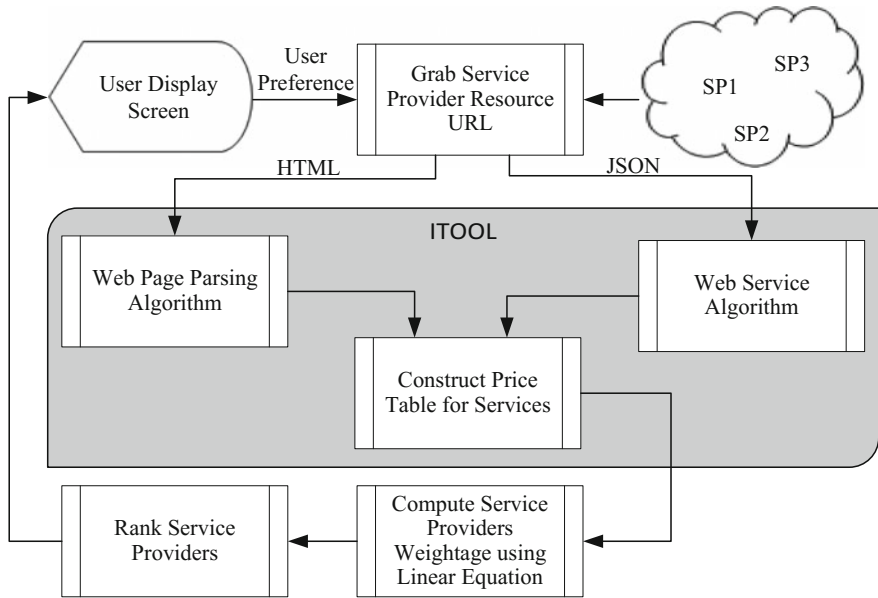 User Display
Screen
User
Preference
Grab Service
Provider Resource
URL
SP1
SP3
SP2
HTML
JSON
ITOOL
Web Page Parsing
Algorithm
Web Service
Algorithm
Construct Price
Table for Services
Rank Service
Providers
Compute Service
Providers
Weightage using
Linear Equation